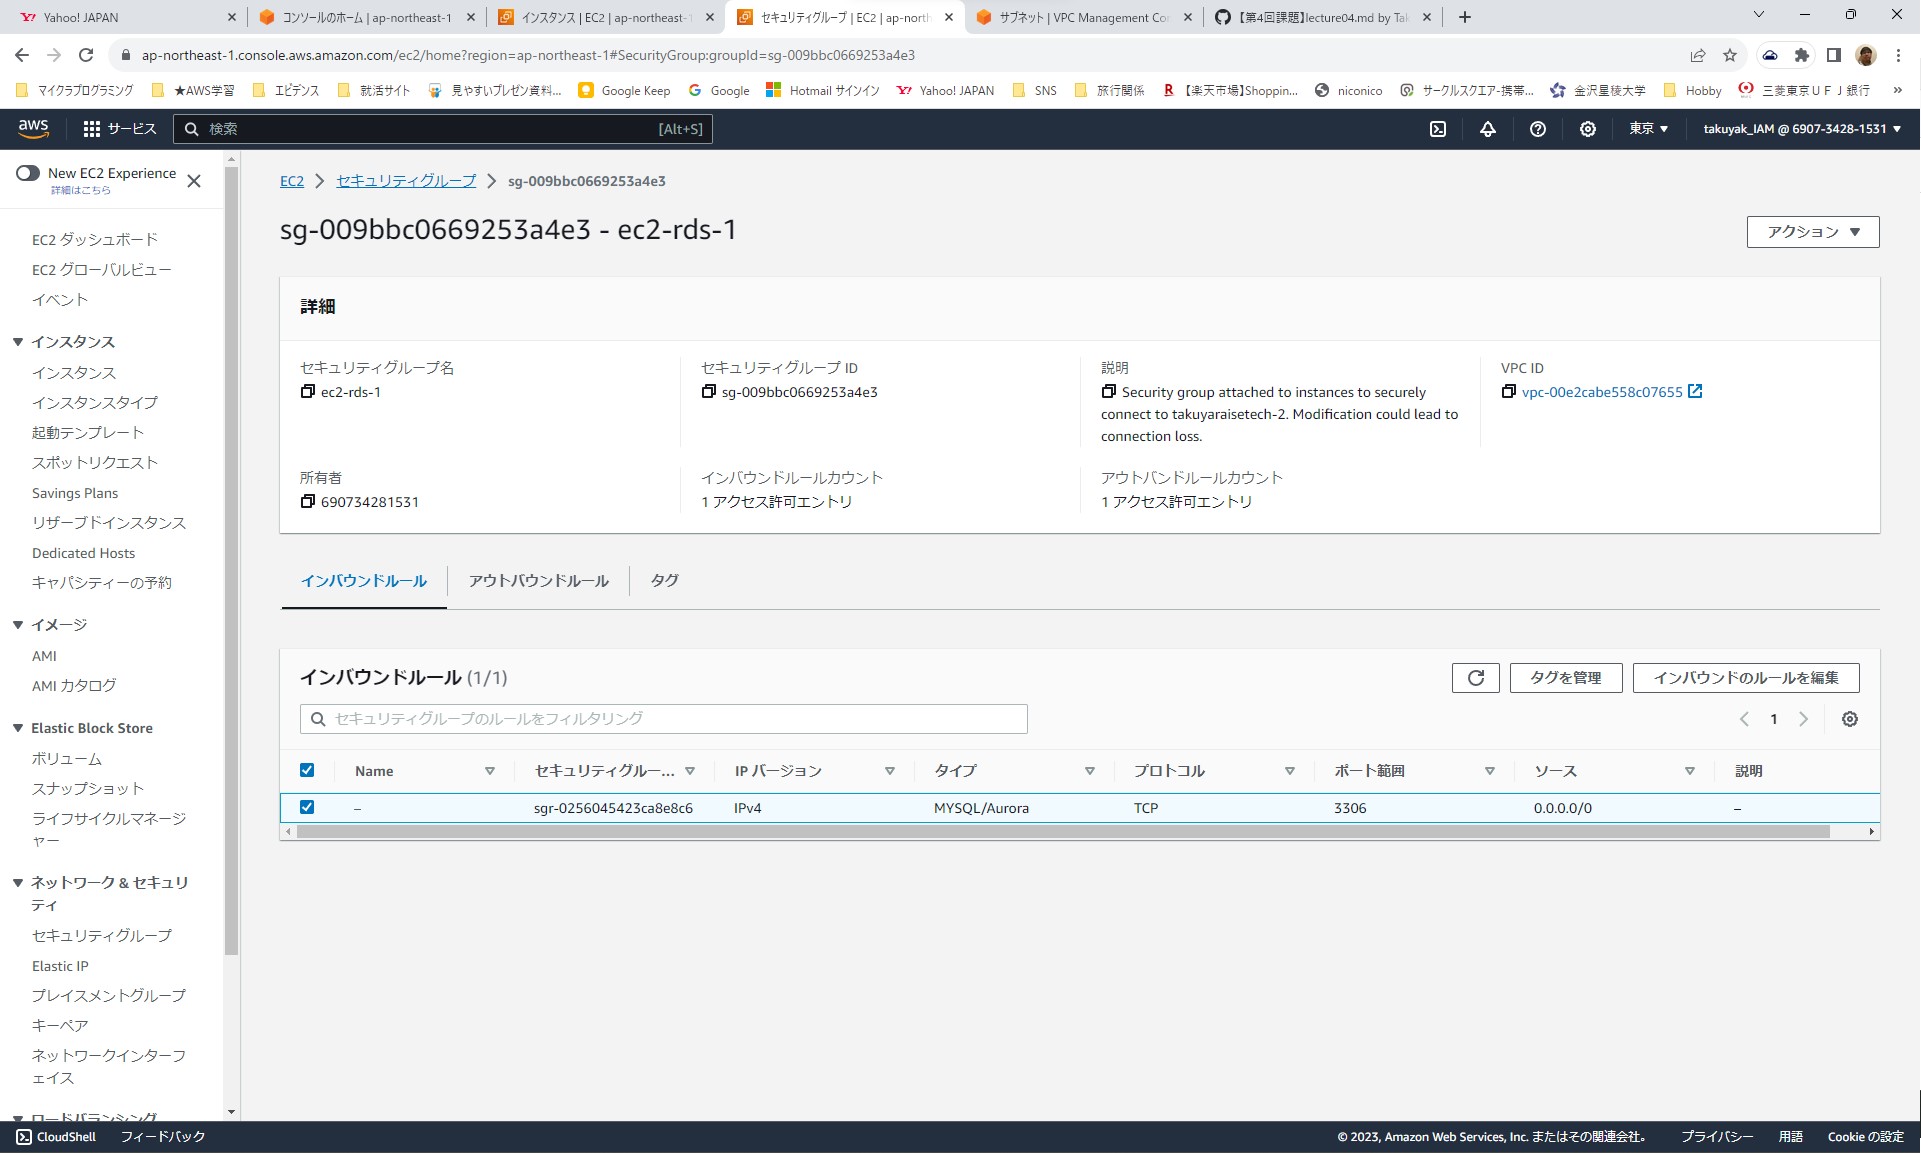 Yahoo! JAPAN
コンソールのホーム | ap-northeast-1
インスタンス | EC2 | ap-northeast-1
セキュリティグループ | EC2 | ap-north
サブネット | VPC Management Co
【第4回課題】lecture04.md by Tak
ap-northeast-1.console.aws.amazon.com/ec2/home?region=ap-northeast-1#SecurityGroup:groupId=sg-009bbc0669253a4e3
マイクラプログラミング
★AWS学習
エビデンス
就活サイト
見やすいプレゼン資料...
Google Keep
Google
Hotmail サインイン
Yahoo! JAPAN
SNS
旅行関係
【楽天市場】Shoppin...
niconico
サークルスクエア-携帯...
金沢星稜大学
Hobby
三菱東京UFJ銀行
»
aws
サービス
検索
[Alt+S]
東京 ▼
takuyak_IAM @ 6907-3428-1531 ▼
New EC2 Experience
詳細はこちら
EC2 ダッシュボード
EC2 グローバルビュー
イベント
インスタンス
インスタンス
インスタンスタイプ
起動テンプレート
スポットリクエスト
Savings Plans
リザーブドインスタンス
Dedicated Hosts
キャパシティーの予約
イメージ
AMI
AMI カタログ
Elastic Block Store
ボリューム
スナップショット
ライフサイクルマネージ
ャー
ネットワーク & セキュリ
ティ
セキュリティグループ
Elastic IP
プレイスメントグループ
キーペア
ネットワークインターフ
ェイス
ロードバランシング
EC2 > セキュリティグループ > sg-009bbc0669253a4e3
sg-009bbc0669253a4e3 - ec2-rds-1
アクション ▼
詳細
セキュリティグループ名
ec2-rds-1
セキュリティグループ ID
sg-009bbc0669253a4e3
説明
Security group attached to instances to securely
connect to takuyaraisetech-2. Modification could lead to
connection loss.
VPC ID
vpc-00e2cabe558c07655
所有者
690734281531
インバウンドルールカウント
1 アクセス許可エントリ
アウトバンドルールカウント
1 アクセス許可エントリ
インバウンドルール
アウトバウンドルール
タグ
インバウンドルール (1/1)
タグを管理
インバウンドのルールを編集
セキュリティグループのルールをフィルタリング
1
Name
セキュリティグルー...
IP バージョン
タイプ
プロトコル
ポート範囲
ソース
説明
–
sgr-0256045423ca8e8c6
IPv4
MYSQL/Aurora
TCP
3306
0.0.0.0/0
–
CloudShell
フィードバック
© 2023, Amazon Web Services, Inc. またはその関連会社。
プライバシー
用語
Cookie の設定